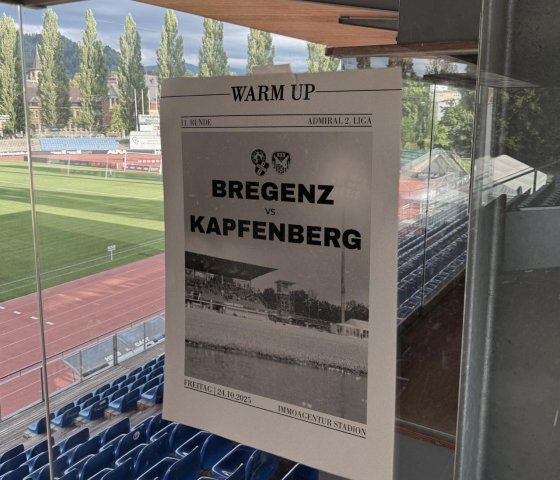 WARM UP
11. RUNDE
ADMIRAL 2. LIGA
BREGENZ
VS
KAPFENBERG
FREITAG | 24.10.2025
IMMOAGENTUR STADION